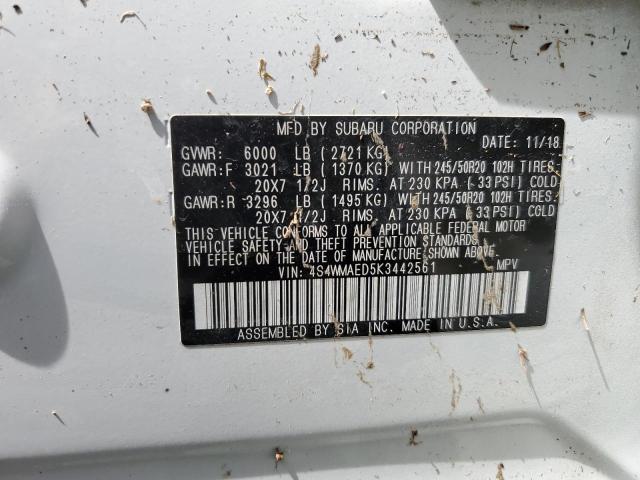 MFD BY SUBARU CORPORATION DATE: 11/18
GVWR: 6000 LB (2721 KG)
GAWR:F 3021 LB (1370 KG) WITH 245/50R20 102H TIRES
20X7 1/2J RIMS. AT 230 KPA (33 PSI) COLD
GAWR:R 3296 LB (1495 KG) WITH 245/50R20 102H TIRES
20X7 1/2J RIMS. AT 230 KPA (33 PSI) COLD
THIS VEHICLE CONFORMS TO ALL APPLICABLE FEDERAL MOTOR
VEHICLE SAFETY-AND THEFT PREVENTION STANDARDS
IN EFFECT ON THE DATE OF MANUFACTURE SHOWN ABOVE.
VIN: 4S4WMAED5K3442561 MPV
ASSEMBLED BY SIA INC. MADE IN U.S.A.